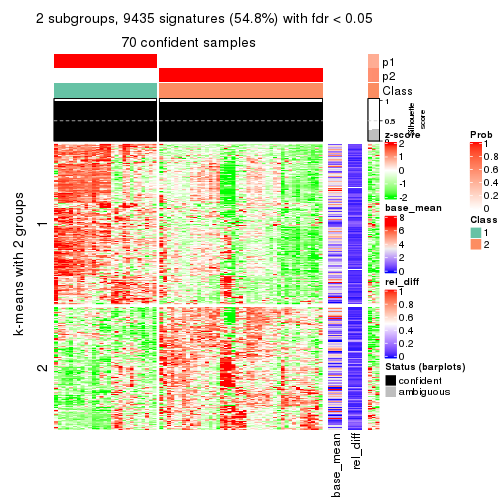 2 subgroups, 9435 signatures (54.8%) with fdr < 0.05
70 confident samples
p1
p2
Class
1
0.5
0
Silhouette
score
k-means with 2 groups
1
2
base_mean
rel_diff
z-score
2
1
0
-1
-2
base_mean
8
6
4
2
0
rel_diff
1
0.8
0.6
0.4
0.2
0
Status (barplots)
confident
ambiguous
Prob
1
0.8
0.6
0.4
0.2
0
Class
1
2